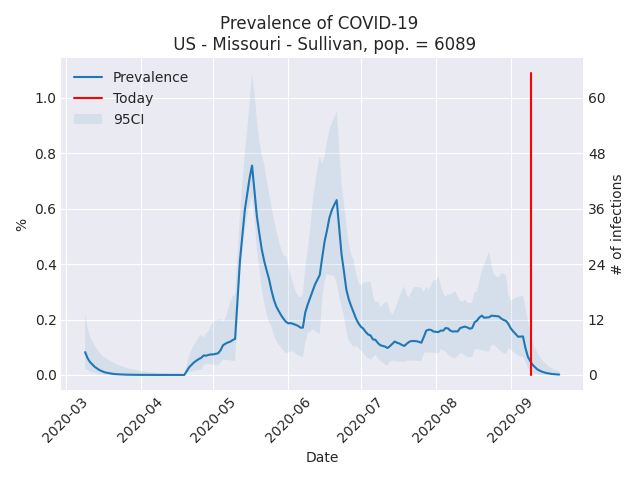 Prevalence of COVID-19
US - Missouri - Sullivan, pop. = 6089
Prevalence
Today
95CI
1.0
0.8
0.6
0.4
0.2
0.0
%
60
48
36
24
12
0
# of infections
2020-03
2020-04
2020-05
2020-06
2020-07
2020-08
2020-09
Date